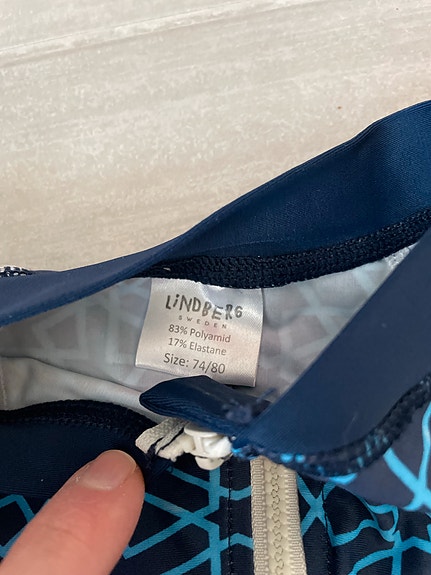 LiNDBERG
SWEDEN
83% Polyamid
17% Elastane
Size: 74/80